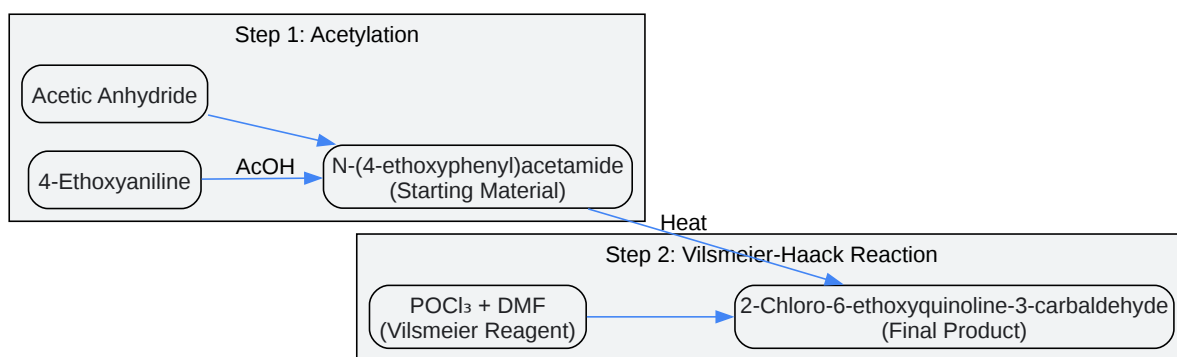 Step 1: Acetylation
Acetic Anhydride
4-Ethoxyaniline
AcOH
N-(4-ethoxyphenyl)acetamide
(Starting Material)
Heat
Step 2: Vilsmeier-Haack Reaction
POCl₃ + DMF
(Vilsmeier Reagent)
2-Chloro-6-ethoxyquinoline-3-carbaldehyde
(Final Product)